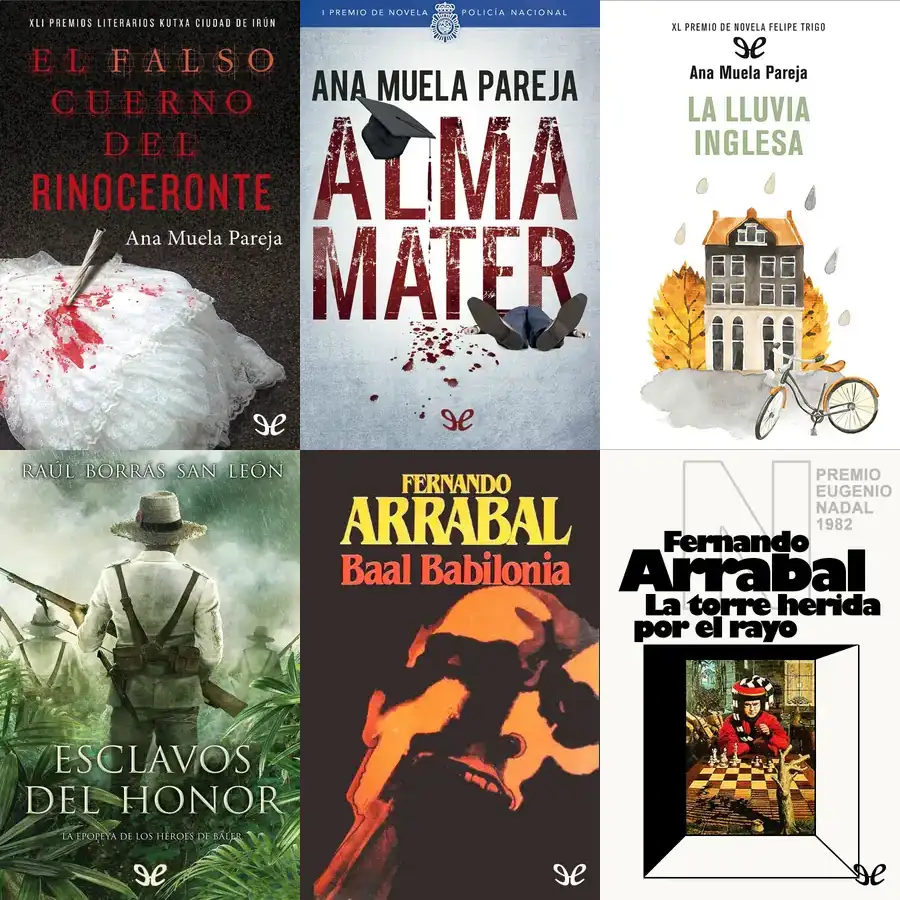 XLI PREMIOS LITERARIOS KUTXA CIUDAD DE IRÚN
EL FALSO
CUERNO
DEL
RINOCERONTE
Ana Muela Pareja
I PREMIO DE NOVELA POLICÍA NACIONAL
ANA MUELA PAREJA
ALMA
MATER
XL PREMIO DE NOVELA FELIPE TRIGO
Ana Muela Pareja
LA LLUVIA
INGLESA
RAÚL BORRÁS SAN LEÓN
ESCLAVOS
DEL HONOR
LA EPOPEYA DE LOS HÉROES DE BALER
FERNANDO
ARRABAL
Baal Babilonia
PREMIO
EUGENIO
NADAL
1982
Fernando
Arrabal
La torre herida
por el rayo